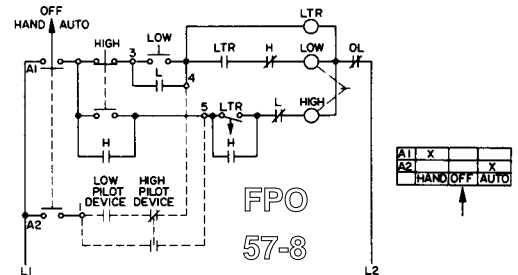 OFF
HAND AUTO
LTR
HIGH
3
LOW
LTR
H
LOW
OL
A1
L
4
HIGH
5
LTR
L
H
H
A1 X
A2 X
HAND OFF AUTO
LOW PILOT DEVICE
HIGH PILOT DEVICE
FPO
57-8
A2
L1
L2